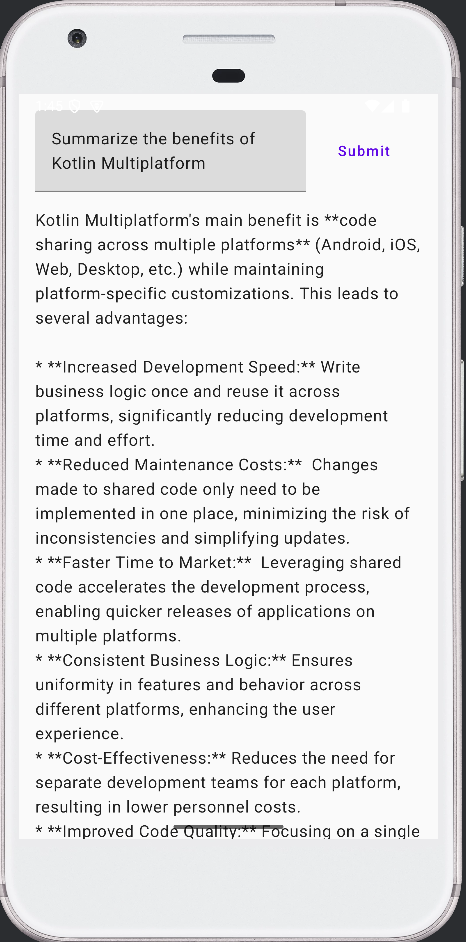 Summarize the benefits of
Kotlin Multiplatform
Submit
Kotlin Multiplatform's main benefit is **code
sharing across multiple platforms** (Android, iOS,
Web, Desktop, etc.) while maintaining
platform-specific customizations. This leads to
several advantages:
* **Increased Development Speed:** Write
business logic once and reuse it across
platforms, significantly reducing development
time and effort.
* **Reduced Maintenance Costs:**  Changes
made to shared code only need to be
implemented in one place, minimizing the risk of
inconsistencies and simplifying updates.
* **Faster Time to Market:**  Leveraging shared
code accelerates the development process,
enabling quicker releases of applications on
multiple platforms.
* **Consistent Business Logic:** Ensures
uniformity in features and behavior across
different platforms, enhancing the user
experience.
* **Cost-Effectiveness:** Reduces the need for
separate development teams for each platform,
resulting in lower personnel costs.
* **Improved Code Quality:** Focusing on a single